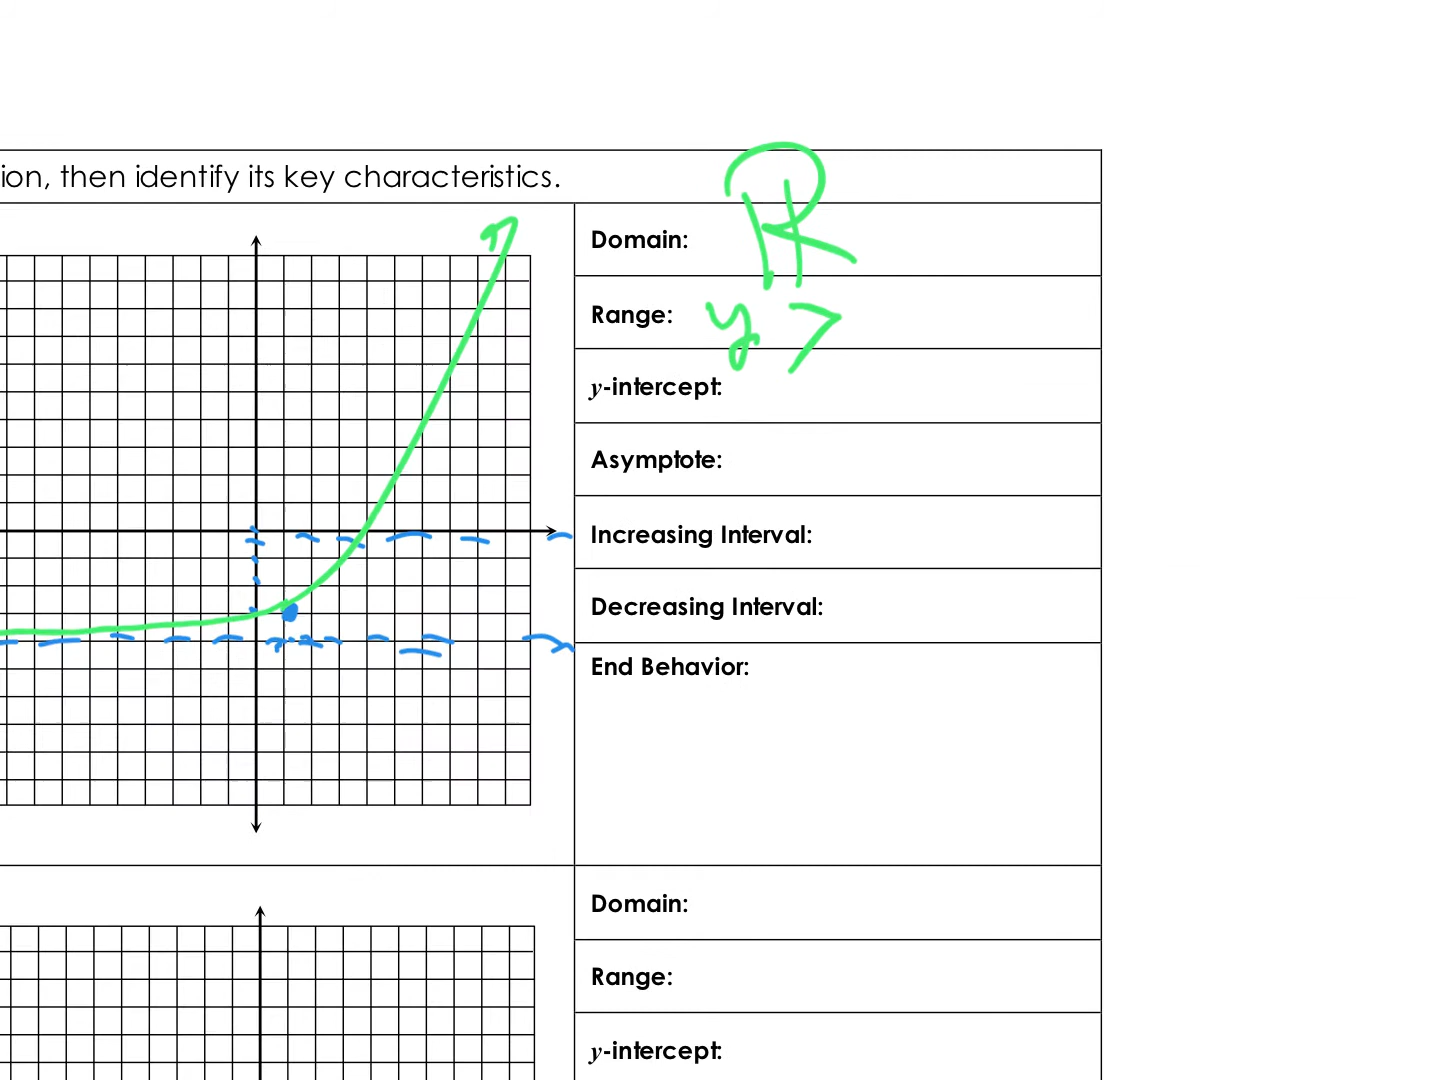 ion, then identify its key characteristics.
Domain: ℝ
Range: y >
y-intercept:
Asymptote:
Increasing Interval:
Decreasing Interval:
End Behavior:
Domain:
Range:
y-intercept: